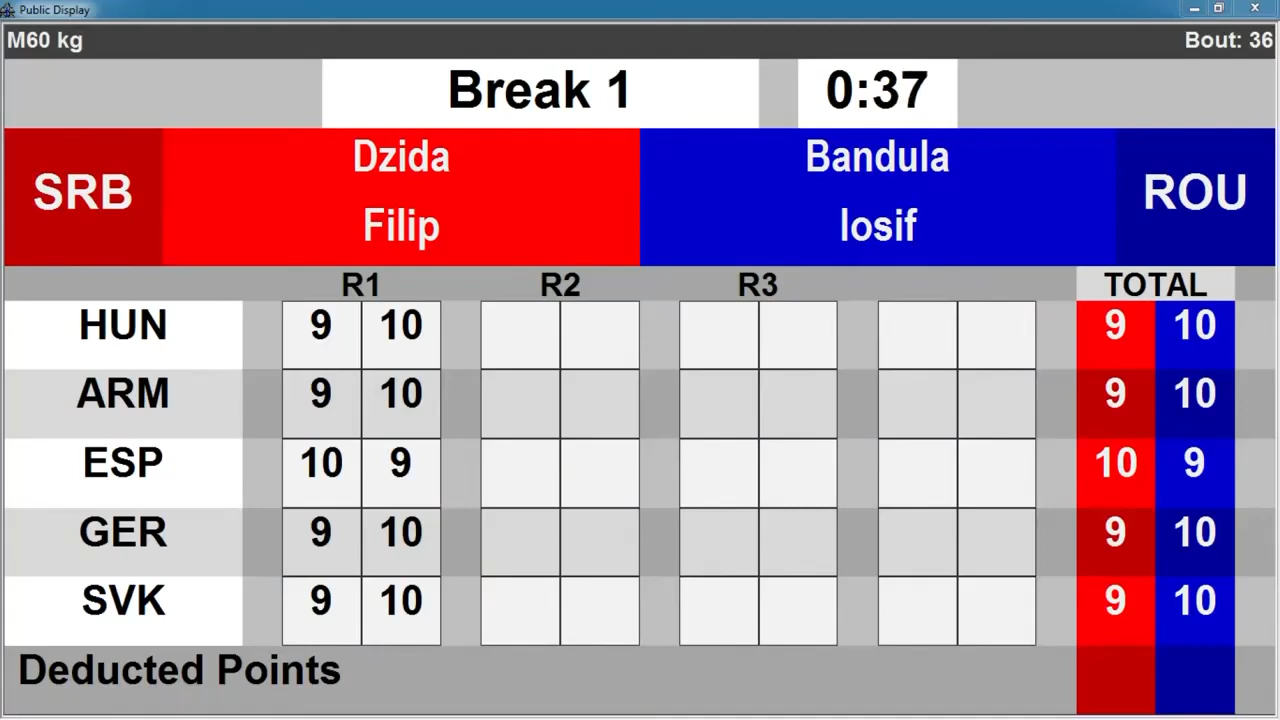 Public Display
M60 kg Bout: 36
Break 1 0:37
SRB Dzida Filip Bandula Iosif ROU
R1 R2 R3 TOTAL
HUN 9 10 9 10
ARM 9 10 9 10
ESP 10 9 10 9
GER 9 10 9 10
SVK 9 10 9 10
Deducted Points